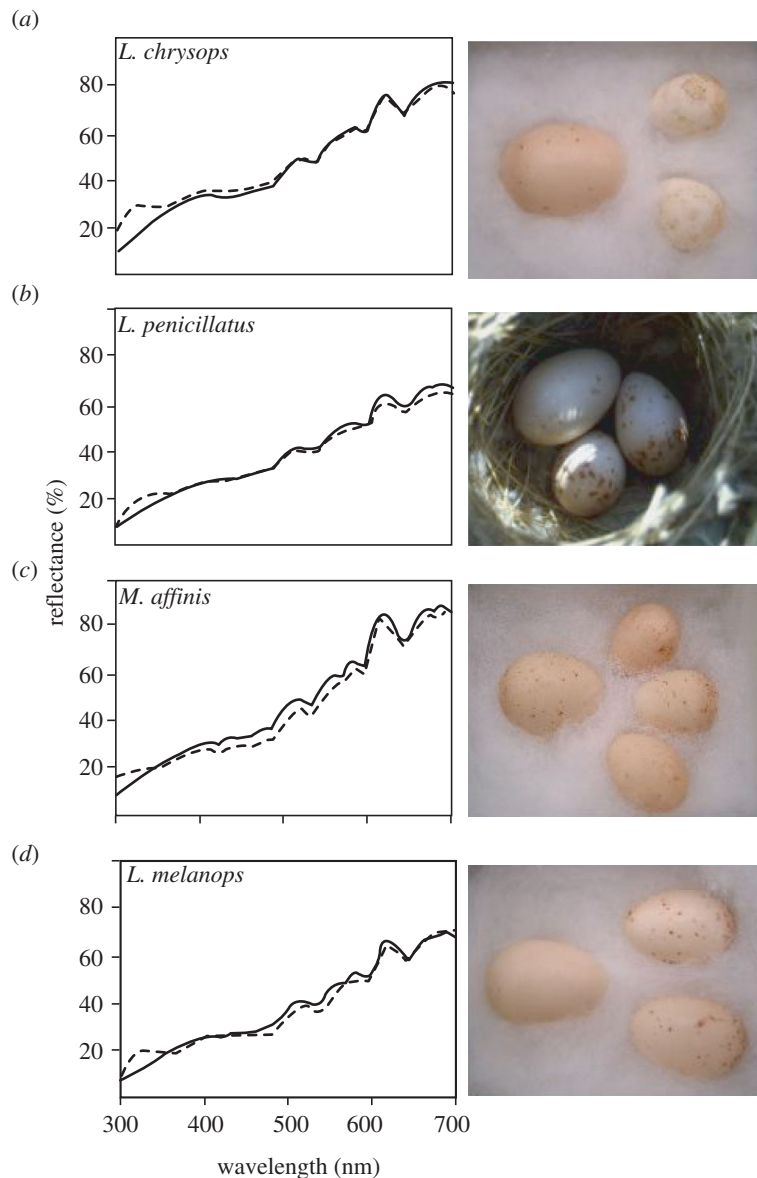 (a)
L. chrysops
80
60
40
20
(b)
L. penicillatus
80
60
40
20
reflectance (%)
(c)
M. affinis
80
60
40
20
(d)
L. melanops
80
60
40
20
300 400 500 600 700
wavelength (nm)